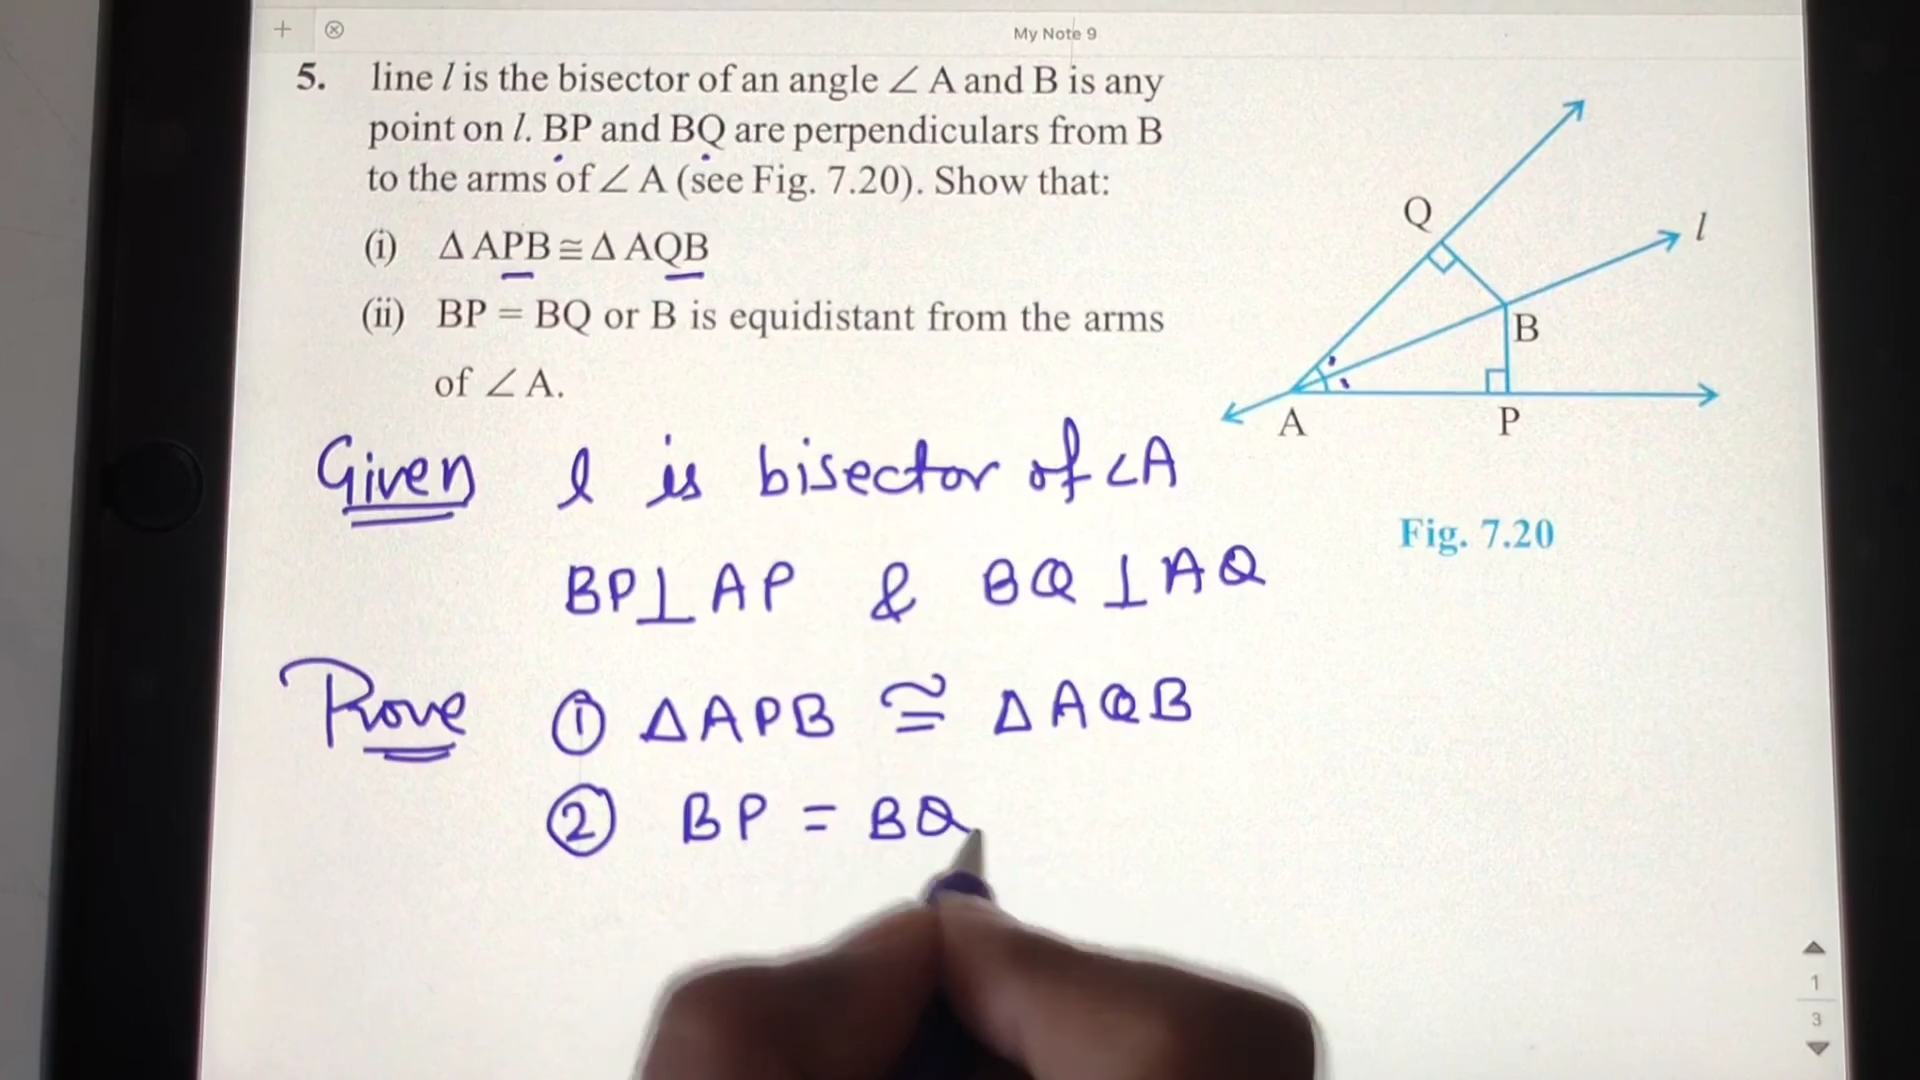 My Note 9
5. line l is the bisector of an angle ∠ A and B is any
point on l. BP and BQ are perpendiculars from B
to the arms of ∠ A (see Fig. 7.20). Show that:
(i) Δ APB ≅ Δ AQB
(ii) BP = BQ or B is equidistant from the arms
of ∠ A.
Q
l
B
A
P
Fig. 7.20
Given l is bisector of ∠A
BP⊥AP & BQ⊥AQ
Prove ① ΔAPB ≅ ΔAQB
② BP = BQ
1
3